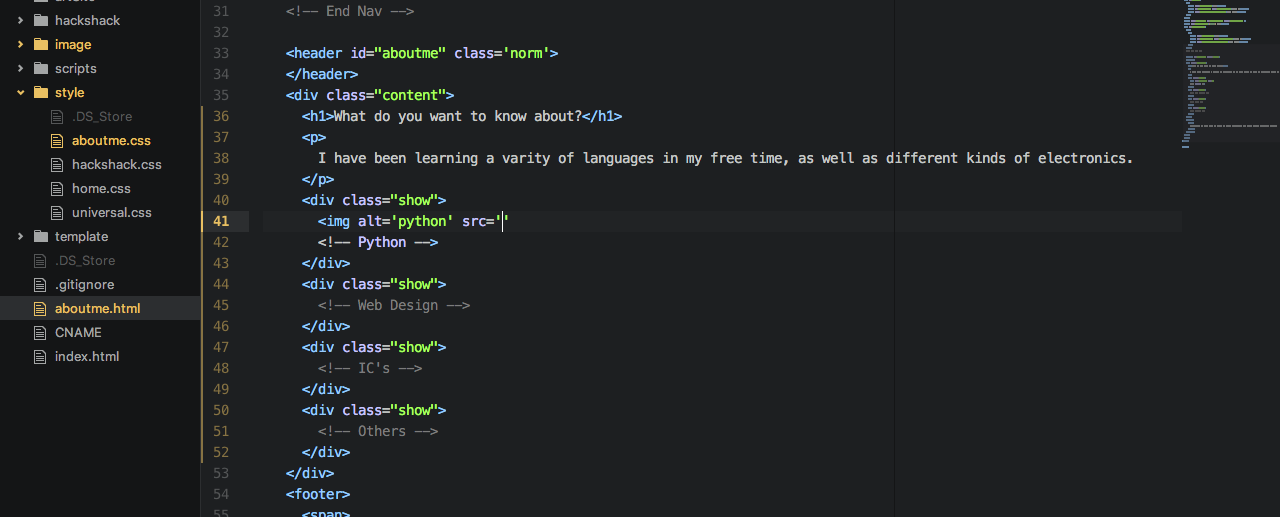 hackshack
image
scripts
style
.DS_Store
aboutme.css
hackshack.css
home.css
universal.css
template
.DS_Store
.gitignore
aboutme.html
CNAME
index.html
31 <!-- End Nav -->
32
33 <header id="aboutme" class='norm'>
34 </header>
35 <div class="content">
36 <h1>What do you want to know about?</h1>
37 <p>
38 I have been learning a varity of languages in my free time, as well as different kinds of electronics.
39 </p>
40 <div class="show">
41 <img alt='python' src=''
42 <!-- Python -->
43 </div>
44 <div class="show">
45 <!-- Web Design -->
46 </div>
47 <div class="show">
48 <!-- IC's -->
49 </div>
50 <div class="show">
51 <!-- Others -->
52 </div>
53 </div>
54 <footer>
55 <span>